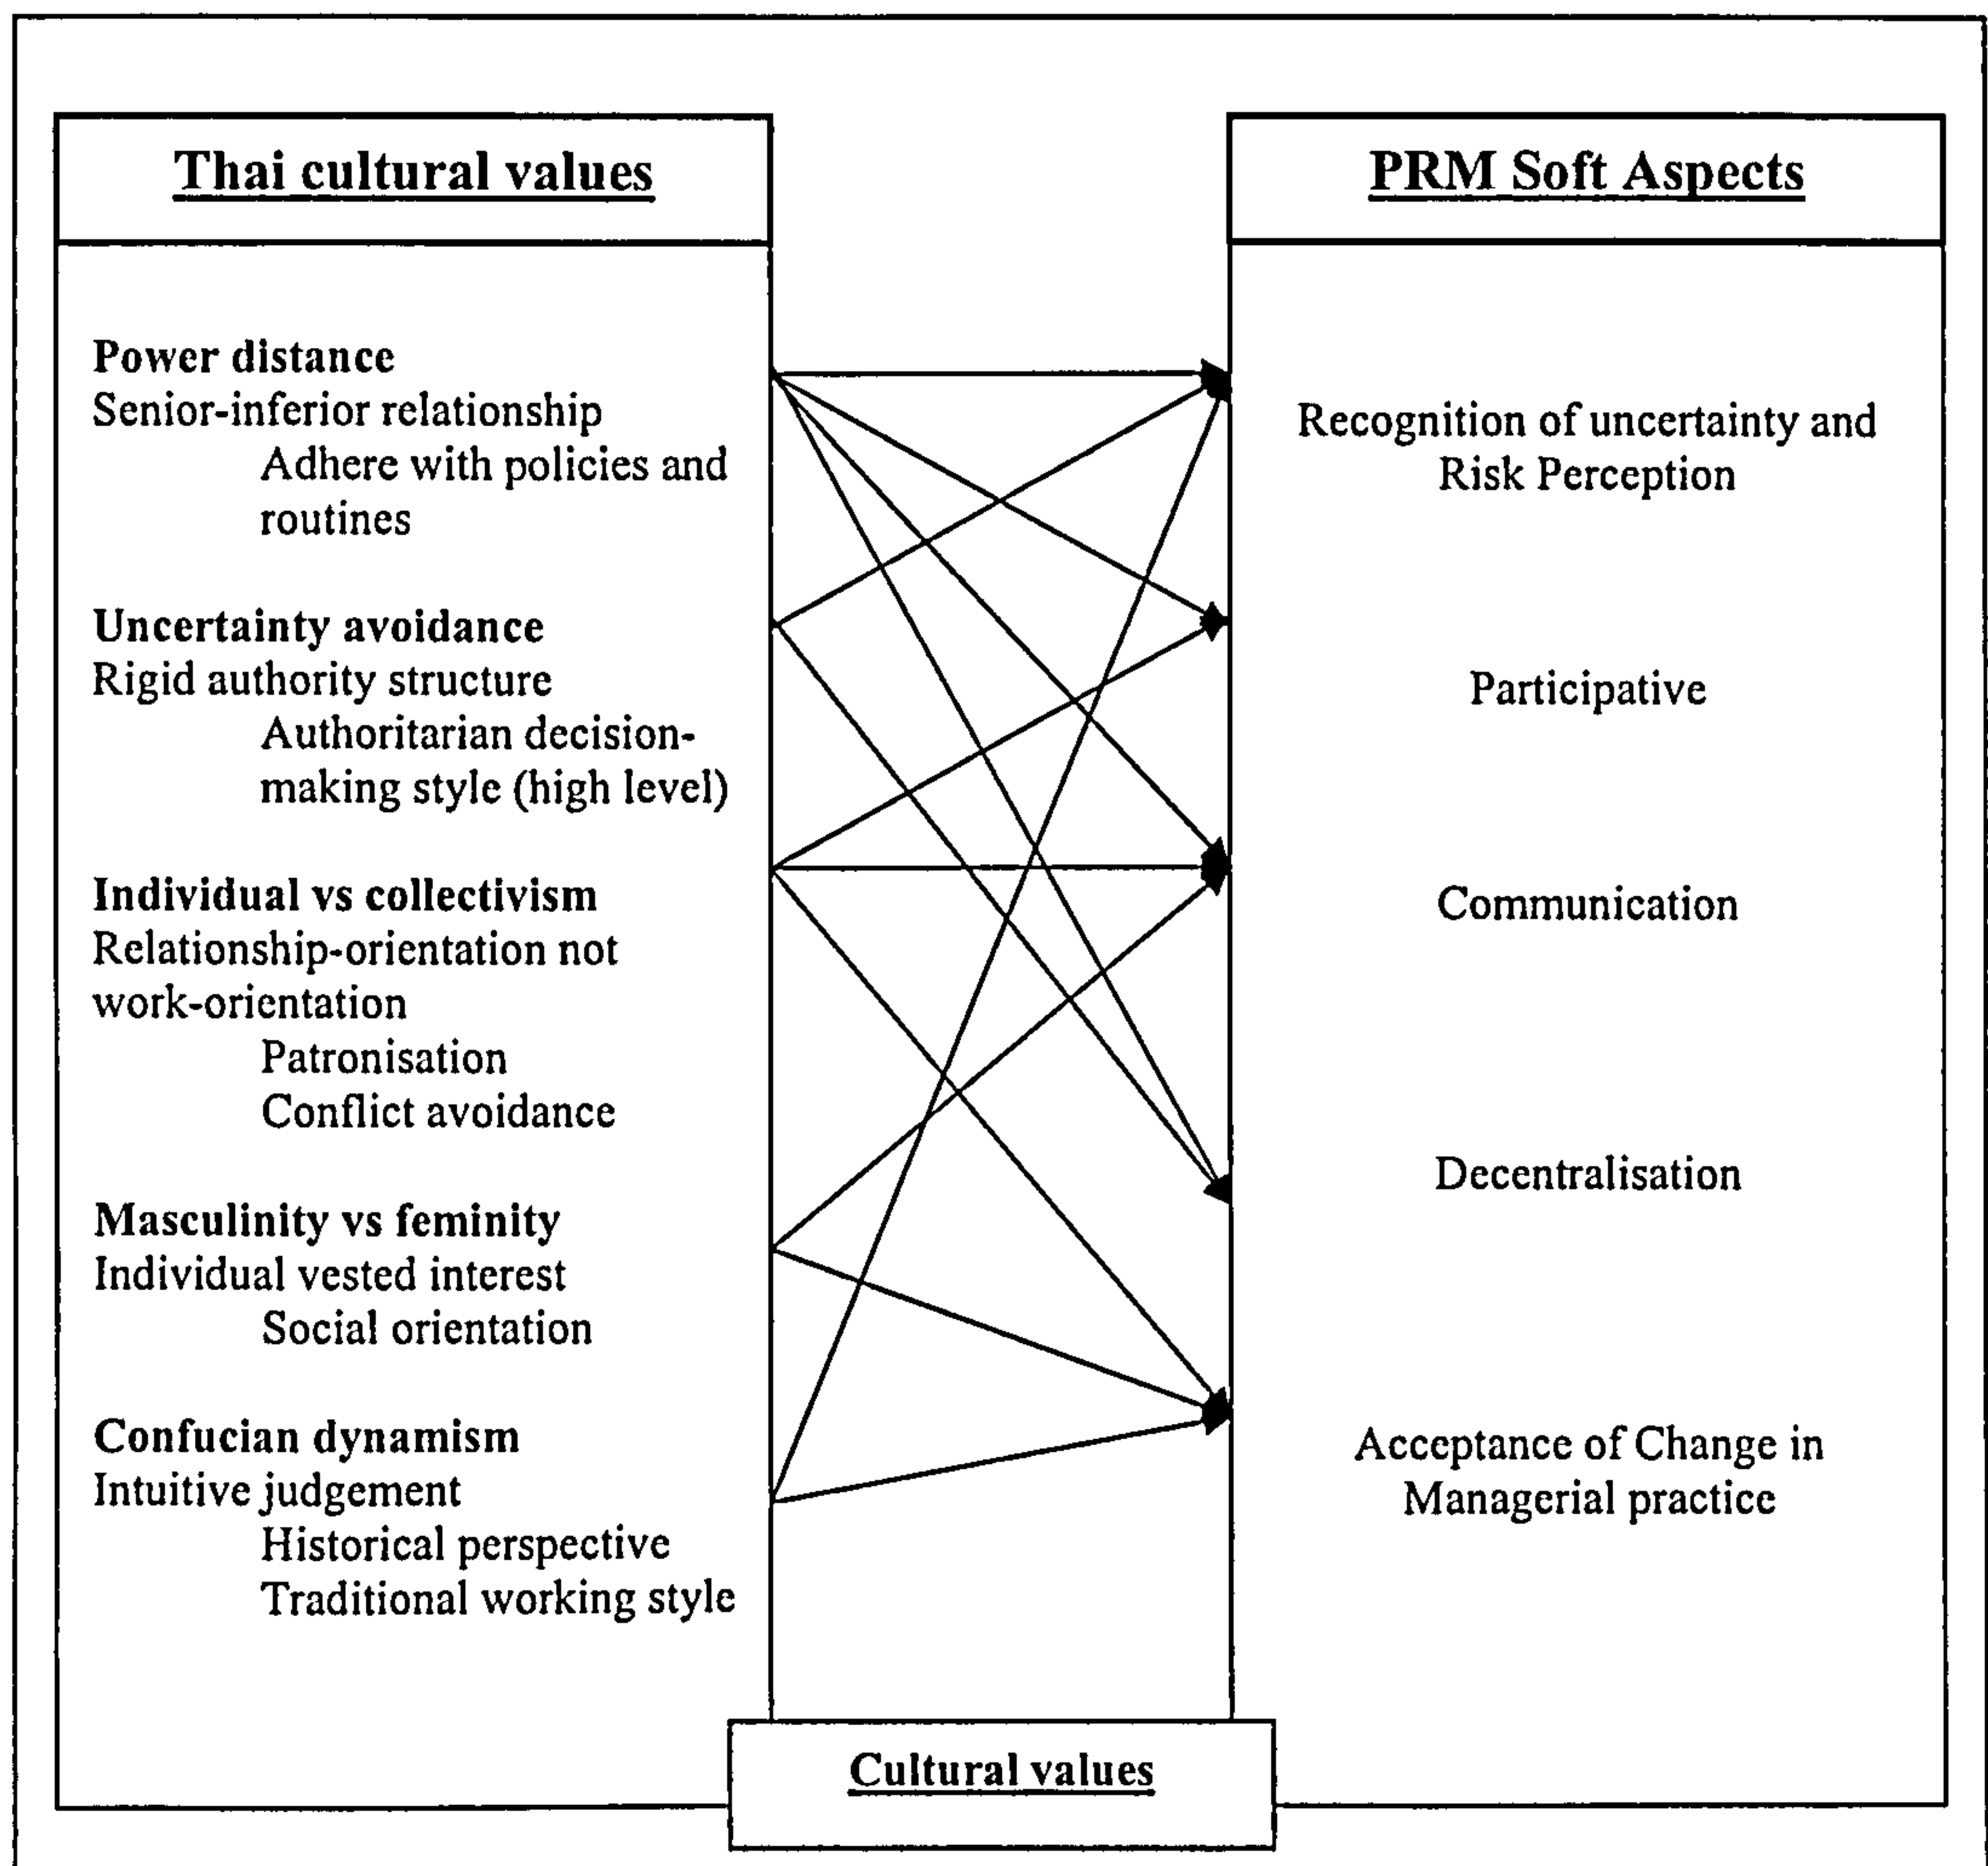 Thai cultural values
Power distance
Senior-inferior relationship
Adhere with policies and
routines
Uncertainty avoidance
Rigid authority structure
Authoritarian decision-
making style (high level)
Individual vs collectivism
Relationship-orientation not
work-orientation
Patronisation
Conflict avoidance
Masculinity vs feminity
Individual vested interest
Social orientation
Confucian dynamism
Intuitive judgement
Historical perspective
Traditional working style
PRM Soft Aspects
Recognition of uncertainty and
Risk Perception
Participative
Communication
Decentralisation
Acceptance of Change in
Managerial practice
Cultural values